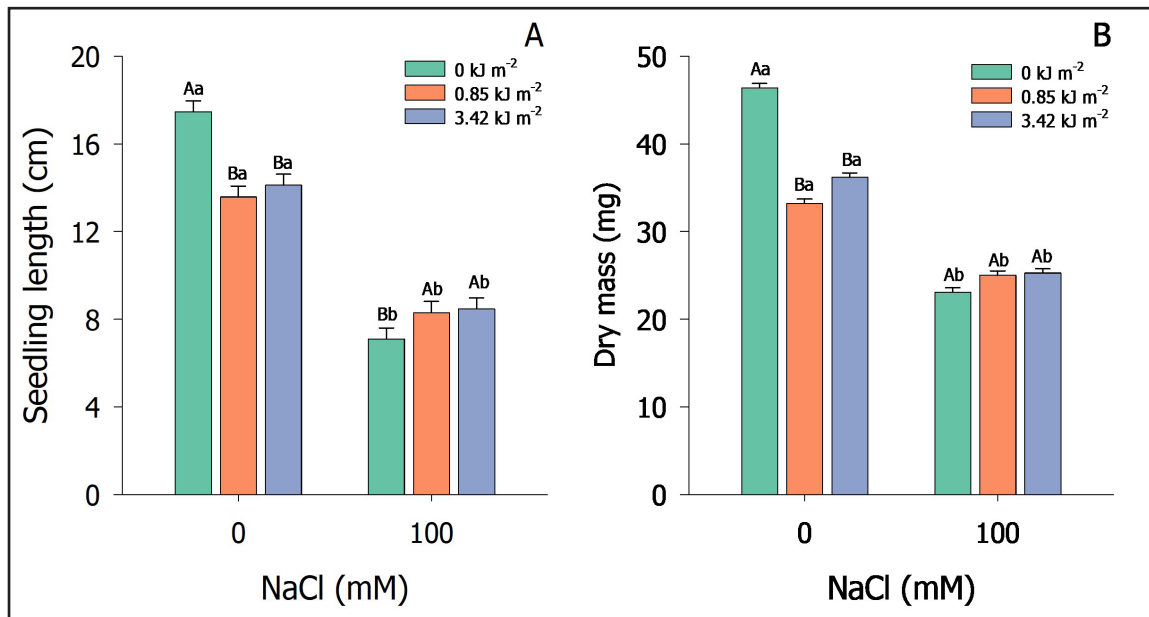 A
Seedling length (cm)
20
16
12
8
4
0
0 kJ m⁻²
0.85 kJ m⁻²
3.42 kJ m⁻²
Aa
Ba
Ba
Bb
Ab
Ab
0
100
NaCl (mM)
B
Dry mass (mg)
50
40
30
20
10
0
0 kJ m⁻²
0.85 kJ m⁻²
3.42 kJ m⁻²
Aa
Ba
Ba
Ab
Ab
Ab
0
100
NaCl (mM)